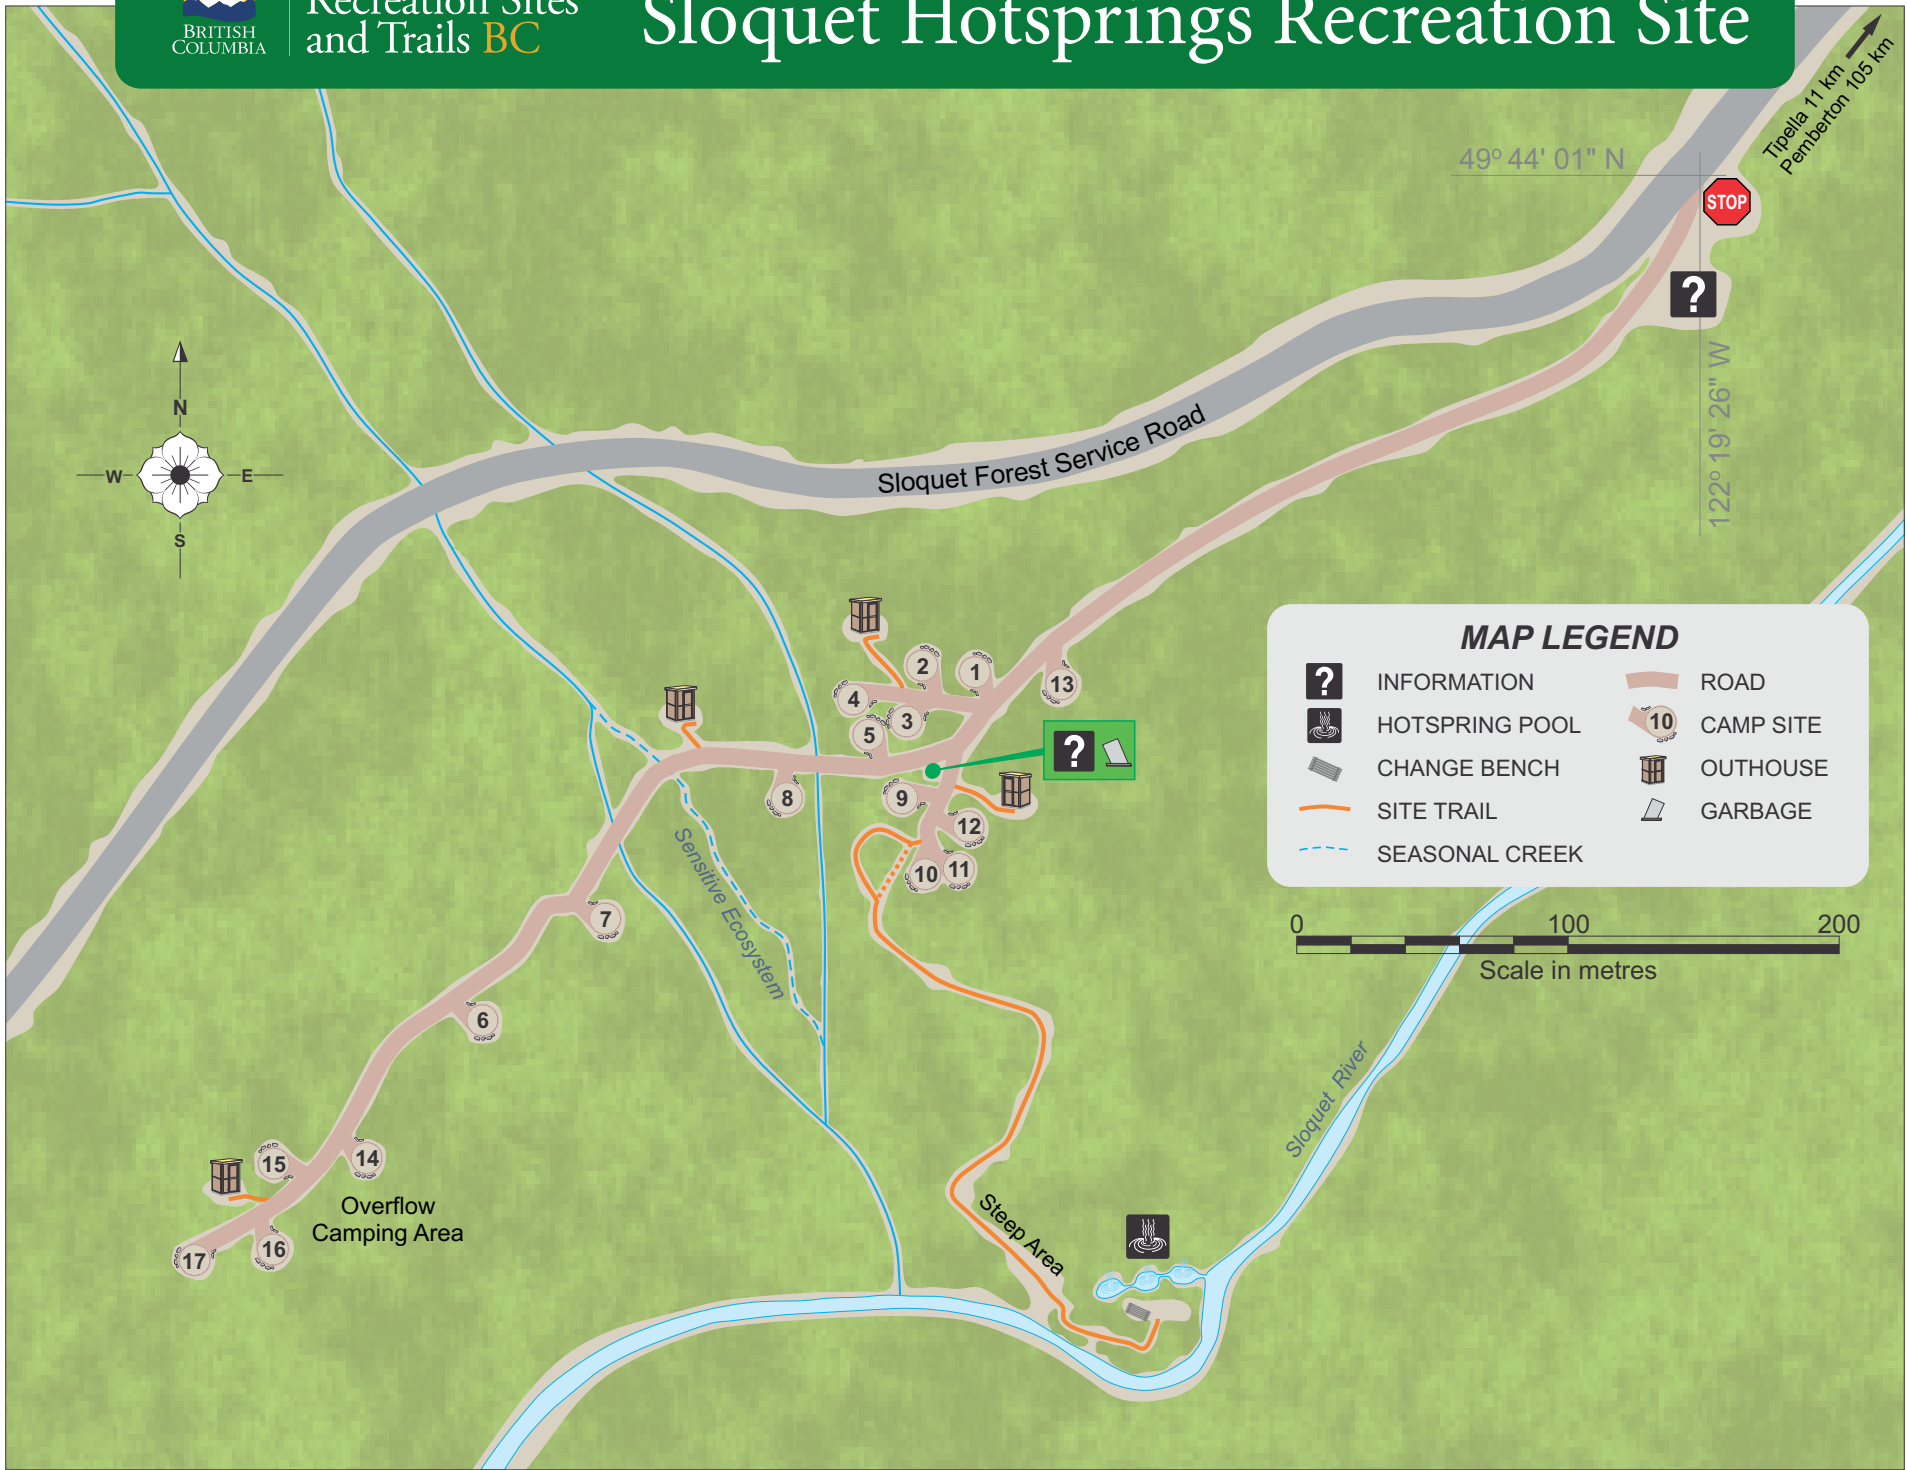 BRITISH
COLUMBIA
Recreation Sites
and Trails BC
Sloquet Hotsprings Recreation Site
Tipella 11 km
Pemberton 105 km
49° 44' 01" N
STOP
?
122° 19' 26" W
N
W
E
S
Sloquet Forest Service Road
2
1
13
4
3
5
?
8
9
12
10
11
7
6
Sensitive Ecosystem
15
14
16
17
Overflow
Camping Area
Steep Area
Sloquet River
MAP LEGEND
? INFORMATION
HOTSPRING POOL
CHANGE BENCH
SITE TRAIL
SEASONAL CREEK
ROAD
10 CAMP SITE
OUTHOUSE
GARBAGE
0 100 200
Scale in metres